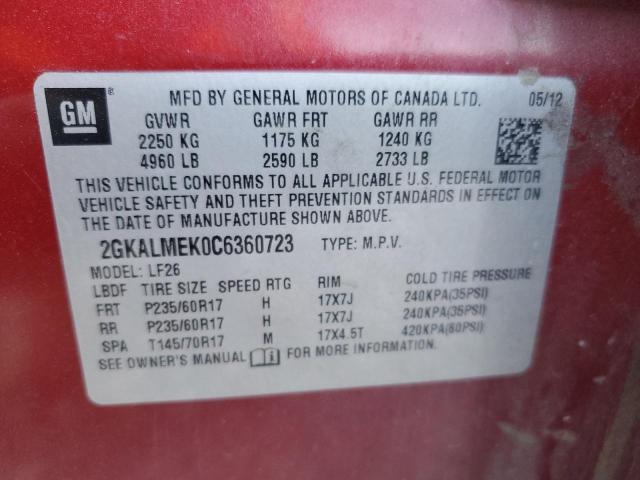 GM ®
MFD BY GENERAL MOTORS OF CANADA LTD. 05/12
GVWR GAWR FRT GAWR RR
2250 KG 1175 KG 1240 KG
4960 LB 2590 LB 2733 LB
THIS VEHICLE CONFORMS TO ALL APPLICABLE U.S. FEDERAL MOTOR
VEHICLE SAFETY AND THEFT PREVENTION STANDARDS IN EFFECT ON
THE DATE OF MANUFACTURE SHOWN ABOVE.
2GKALMEK0C6360723 TYPE: M.P.V.
MODEL: LF26
LBDF TIRE SIZE SPEED RTG RIM COLD TIRE PRESSURE
FRT P235/60R17 H 17X7J 240KPA(35PSI)
RR P235/60R17 H 17X7J 240KPA(35PSI)
SPA T145/70R17 M 17X4.5T 420KPA(60PSI)
SEE OWNER'S MANUAL FOR MORE INFORMATION.